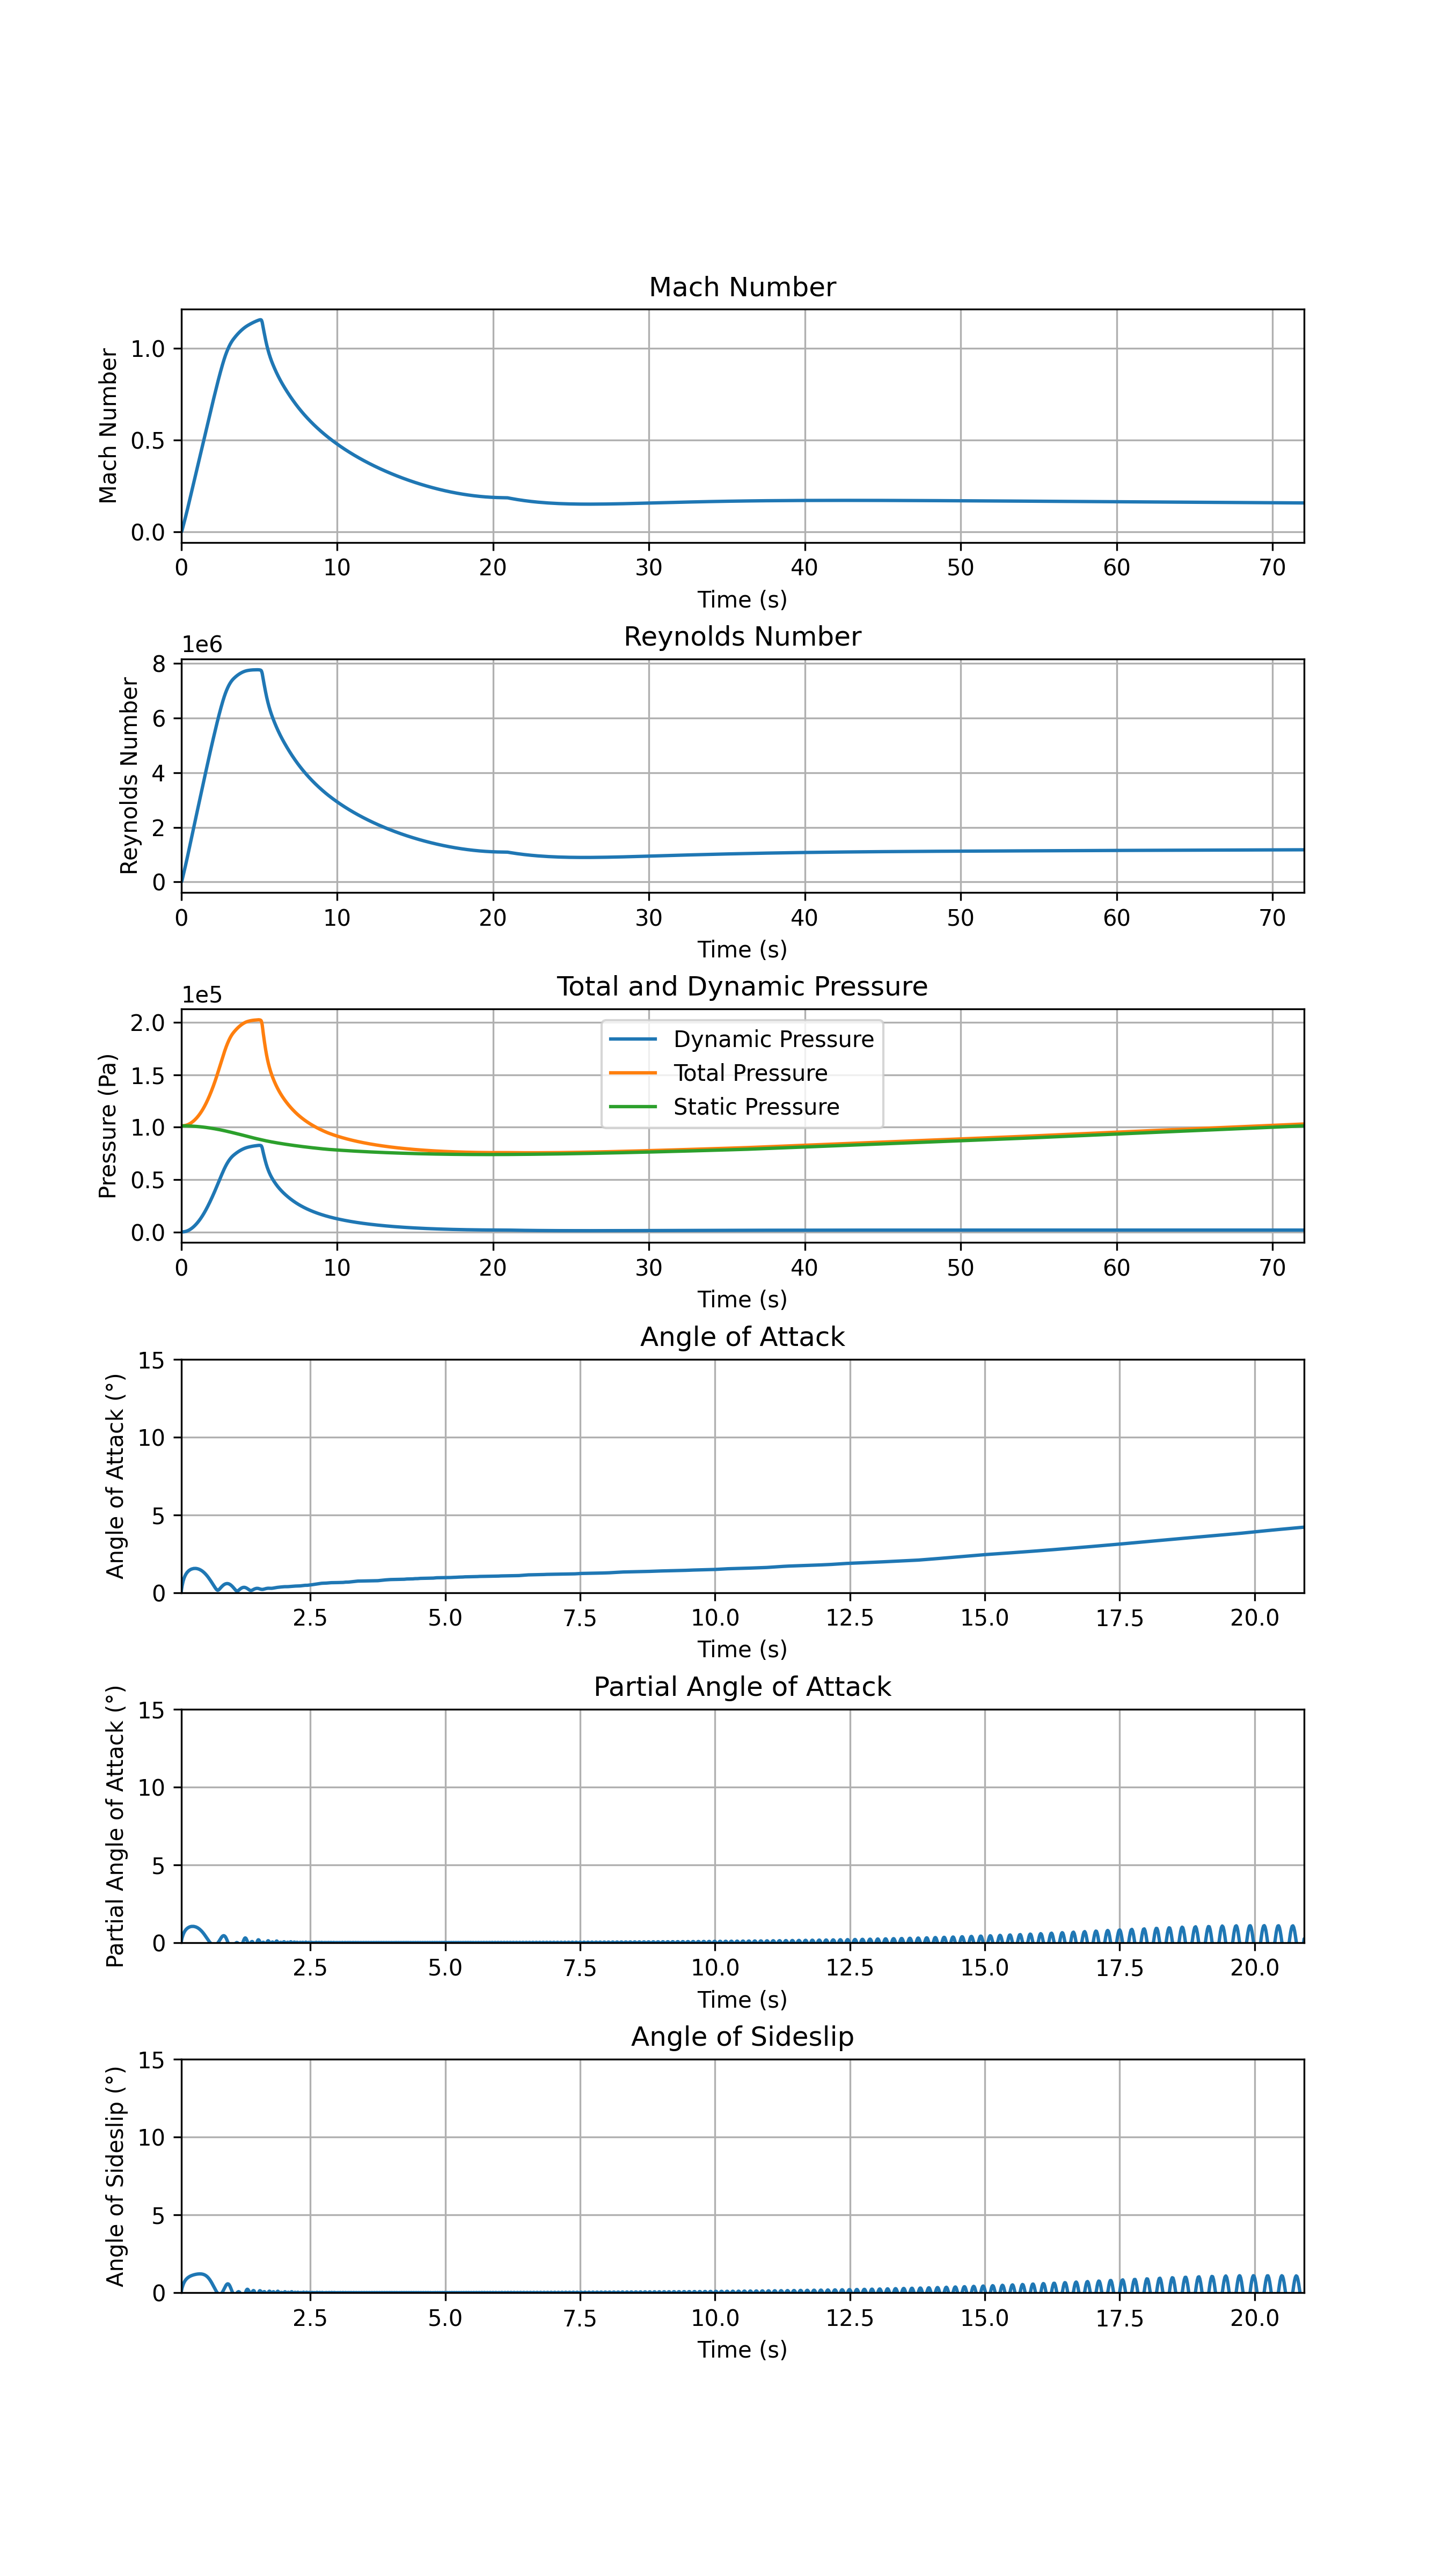 Mach Number
Mach Number
1.0
0.5
0.0
0 10 20 30 40 50 60 70
Time (s)
Reynolds Number
1e6
Reynolds Number
8
6
4
2
0
0 10 20 30 40 50 60 70
Time (s)
Total and Dynamic Pressure
1e5
Pressure (Pa)
2.0
1.5
1.0
0.5
0.0
Dynamic Pressure
Total Pressure
Static Pressure
0 10 20 30 40 50 60 70
Time (s)
Angle of Attack
Angle of Attack (°)
15
10
5
0
2.5 5.0 7.5 10.0 12.5 15.0 17.5 20.0
Time (s)
Partial Angle of Attack
Partial Angle of Attack (°)
15
10
5
0
2.5 5.0 7.5 10.0 12.5 15.0 17.5 20.0
Time (s)
Angle of Sideslip
Angle of Sideslip (°)
15
10
5
0
2.5 5.0 7.5 10.0 12.5 15.0 17.5 20.0
Time (s)